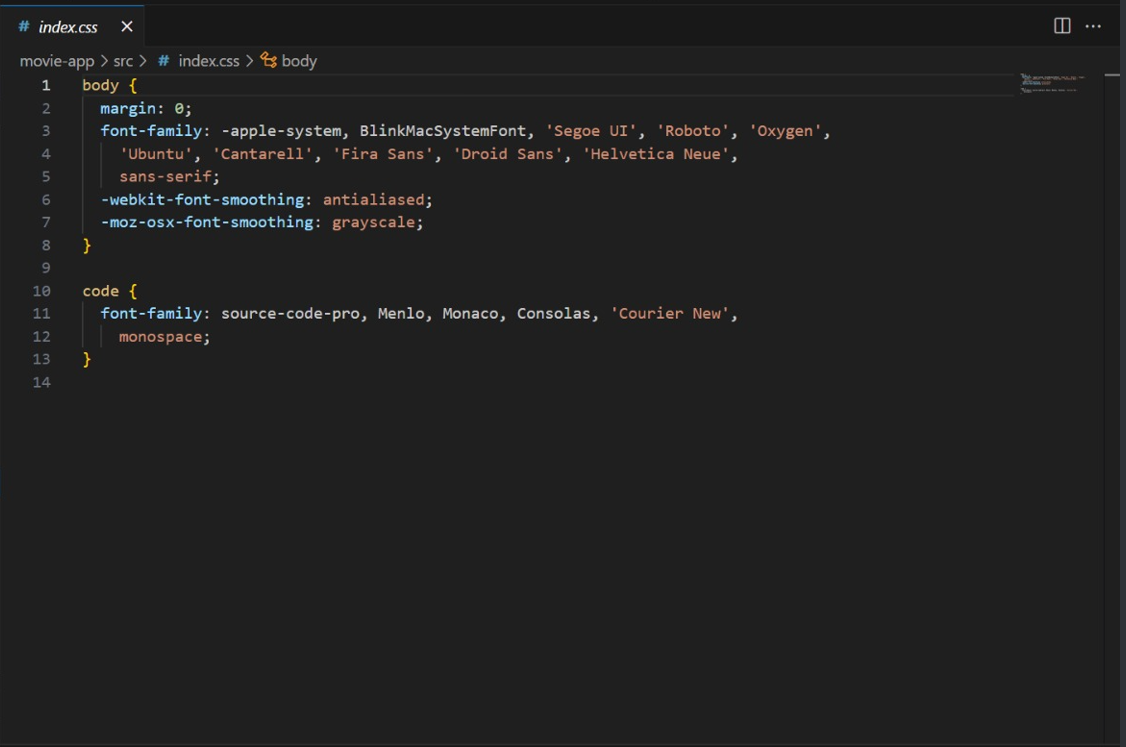 # index.css ×
movie-app > src > # index.css > body
1 body {
2   margin: 0;
3   font-family: -apple-system, BlinkMacSystemFont, 'Segoe UI', 'Roboto', 'Oxygen',
4     'Ubuntu', 'Cantarell', 'Fira Sans', 'Droid Sans', 'Helvetica Neue',
5     sans-serif;
6   -webkit-font-smoothing: antialiased;
7   -moz-osx-font-smoothing: grayscale;
8 }
9
10 code {
11   font-family: source-code-pro, Menlo, Monaco, Consolas, 'Courier New',
12     monospace;
13 }
14